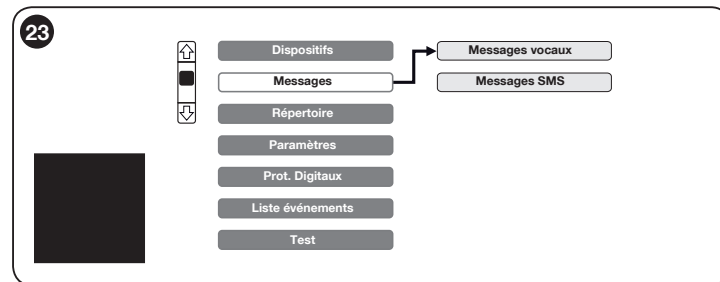 23
Dispositifs
Messages
Répertoire
Paramètres
Prot. Digitaux
Liste événements
Test
Messages vocaux
Messages SMS